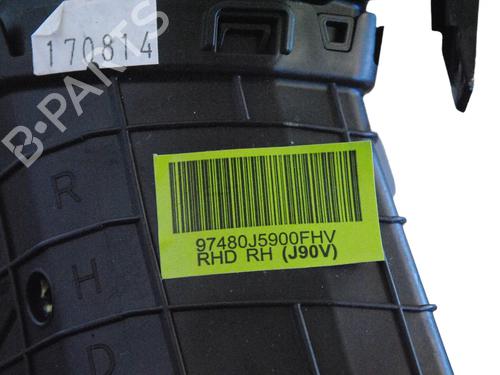 170814
B-PARTS
97480J5900FHV
RHD RH (J90V)
R
H
D